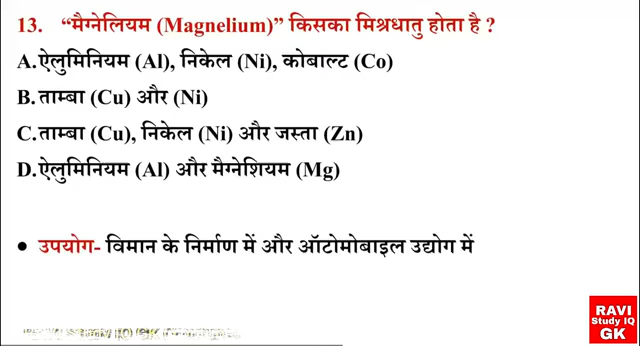 13. “मैग्नेलियम (Magnelium)” किसका मिश्रधातु होता है ?
A.ऐलुमिनियम (Al), निकेल (Ni), कोबाल्ट (Co)
B.ताम्बा (Cu) और (Ni)
C.ताम्बा (Cu), निकेल (Ni) और जस्ता (Zn)
D.ऐलुमिनियम (Al) और मैग्नेशियम (Mg)
• उपयोग- विमान के निर्माण में और ऑटोमोबाइल उद्योग में
RAVI
Study IQ
GK